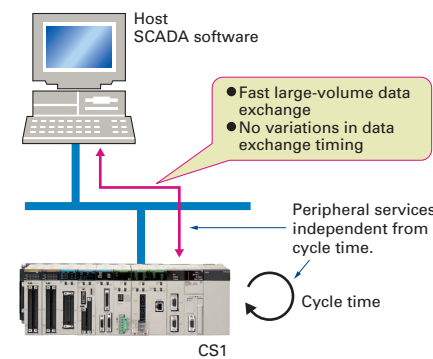 Host
SCADA software
●Fast large-volume data
exchange
●No variations in data
exchange timing
Peripheral services
independent from
cycle time.
Cycle time
CS1